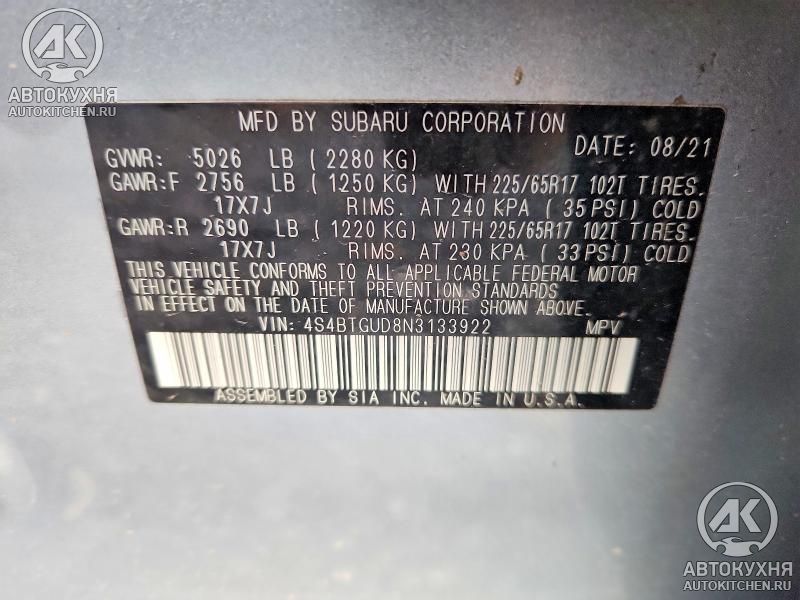 AK
АВТОКУХНЯ
AUTOKITCHEN.RU
MFD BY SUBARU CORPORATION
DATE: 08/21
GVWR: 5026 LB ( 2280 KG)
GAWR:F 2756 LB ( 1250 KG) WITH 225/65R17 102T TIRES.
17X7J RIMS. AT 240 KPA ( 35 PSI) COLD
GAWR:R 2690 LB ( 1220 KG) WITH 225/65R17 102T TIRES.
17X7J RIMS. AT 230 KPA ( 33 PSI) COLD
THIS VEHICLE CONFORMS TO ALL APPLICABLE FEDERAL MOTOR
VEHICLE SAFETY AND THEFT PREVENTION STANDARDS
IN EFFECT ON THE DATE OF MANUFACTURE SHOWN ABOVE.
VIN: 4S4BTGUD8N3133922 MPV
ASSEMBLED BY SIA INC. MADE IN U.S.A.
AK
АВТОКУХНЯ
AUTOKITCHEN.RU